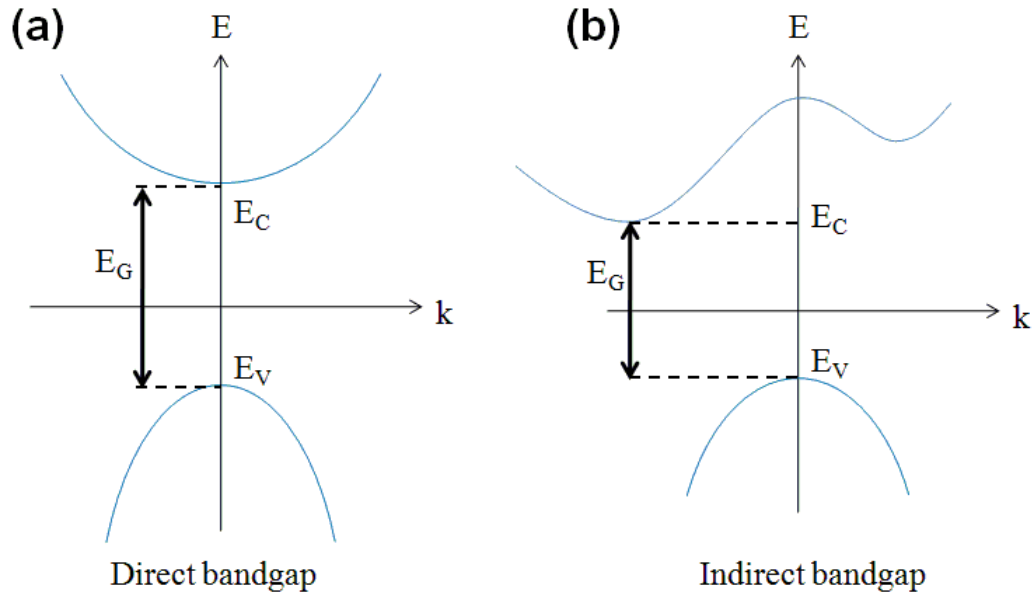 (a)
E
E_C
E_G
k
E_V
Direct bandgap
(b)
E
E_C
E_G
k
E_V
Indirect bandgap